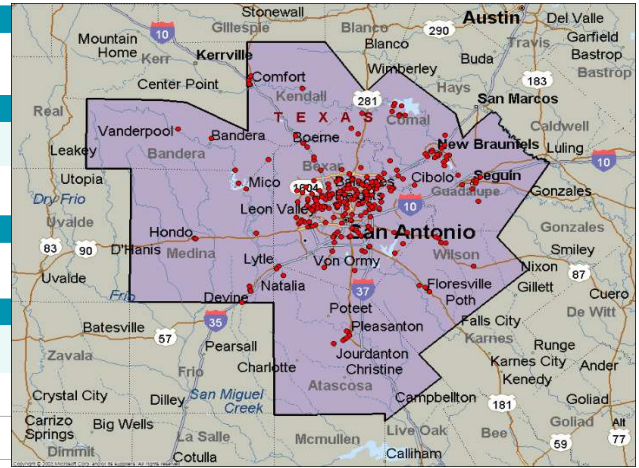 Stonewall
Austin
Del Valle
Gillespie
Blanco
290
Travis
Garfield
Mountain
Home
10
Kerrville
Blanco
Buda
Bastrop
Kerr
Wimberley
Bastrop
Center Point
Comfort
Hays
183
Kendall
281
San Marcos
Real
T E X A S
Comal
Caldwell
Vanderpool
Bandera
Boerne
New Braunfels
Luling
Leakey
Bandera
Bexar
10
Utopia
Mico
1604
Cibolo
Seguin
Guadalupe
Gonzales
Dry Frio
Leon Valley
10
Uvalde
Hondo
San Antonio
Gonzales
83
90
D'Hanis
Medina
Von Ormy
Wilson
Smiley
Lytle
Nixon
87
Uvalde
Natalia
37
Floresville
Gillett
Frio
Devine
Poth
Cuero
Poteet
De Witt
Batesville
57
35
Pleasanton
Falls City
Karnes
Pearsall
Jourdanton
Runge
Zavala
Charlotte
Christine
Karnes City
Ander
Frio
Atascosa
Kenedy
Crystal City
Dilley
San Miguel
Creek
Campbellton
181
Goliad
Carrizo
Springs
Big Wells
Live Oak
Bee
Goliad
Alt
77
La Salle
Mcmullen
59
Dimmit
Cotulla
Calliham